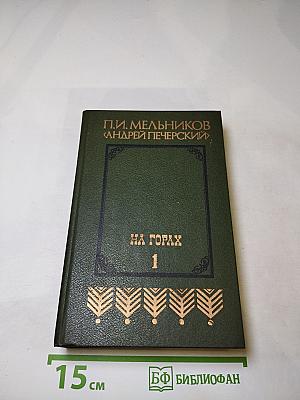 П.И. МЕЛЬНИКОВ
‹АНДРЕЙ ПЕЧЕРСКИЙ›
НА ГОРАХ
1
15 см
БФ БИБЛИОФАН